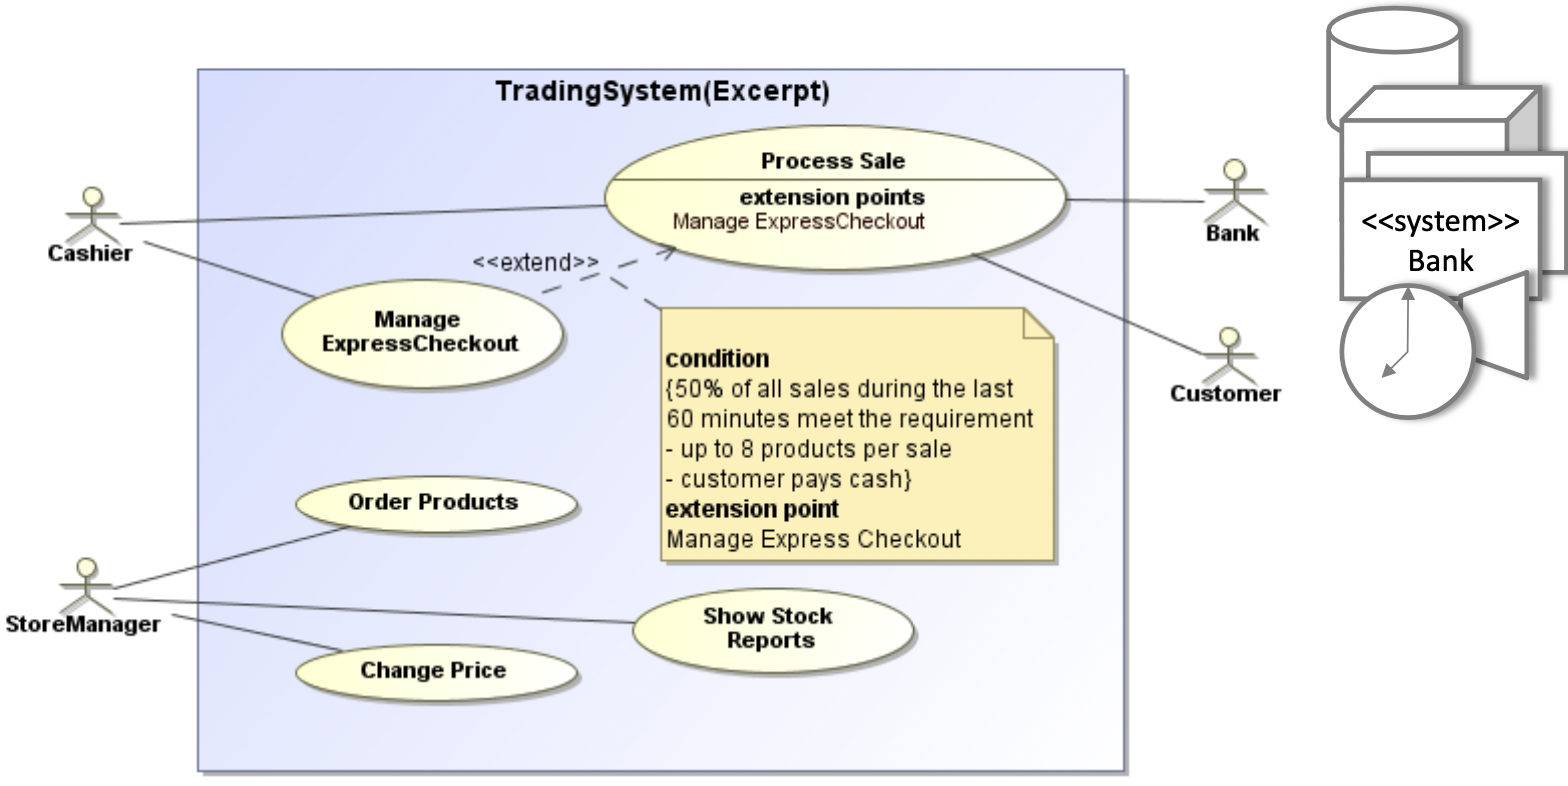 TradingSystem(Excerpt)
Process Sale
extension points
Manage ExpressCheckout
Cashier
Bank
<<system>>
Bank
<<extend>>
Manage
ExpressCheckout
condition
{50% of all sales during the last
60 minutes meet the requirement
- up to 8 products per sale
- customer pays cash}
extension point
Manage Express Checkout
Customer
Order Products
StoreManager
Show Stock
Reports
Change Price